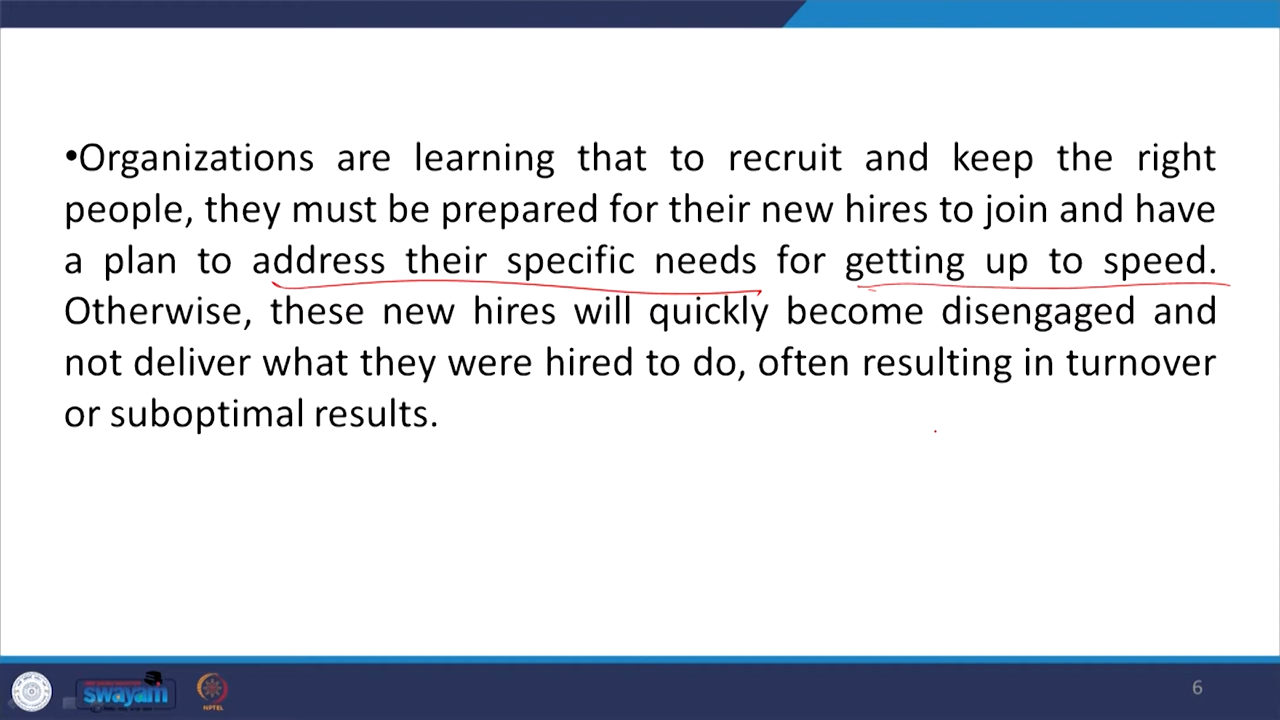 •Organizations are learning that to recruit and keep the right
people, they must be prepared for their new hires to join and have
a plan to address their specific needs for getting up to speed.
Otherwise, these new hires will quickly become disengaged and
not deliver what they were hired to do, often resulting in turnover
or suboptimal results.
swayam
NPTEL
6